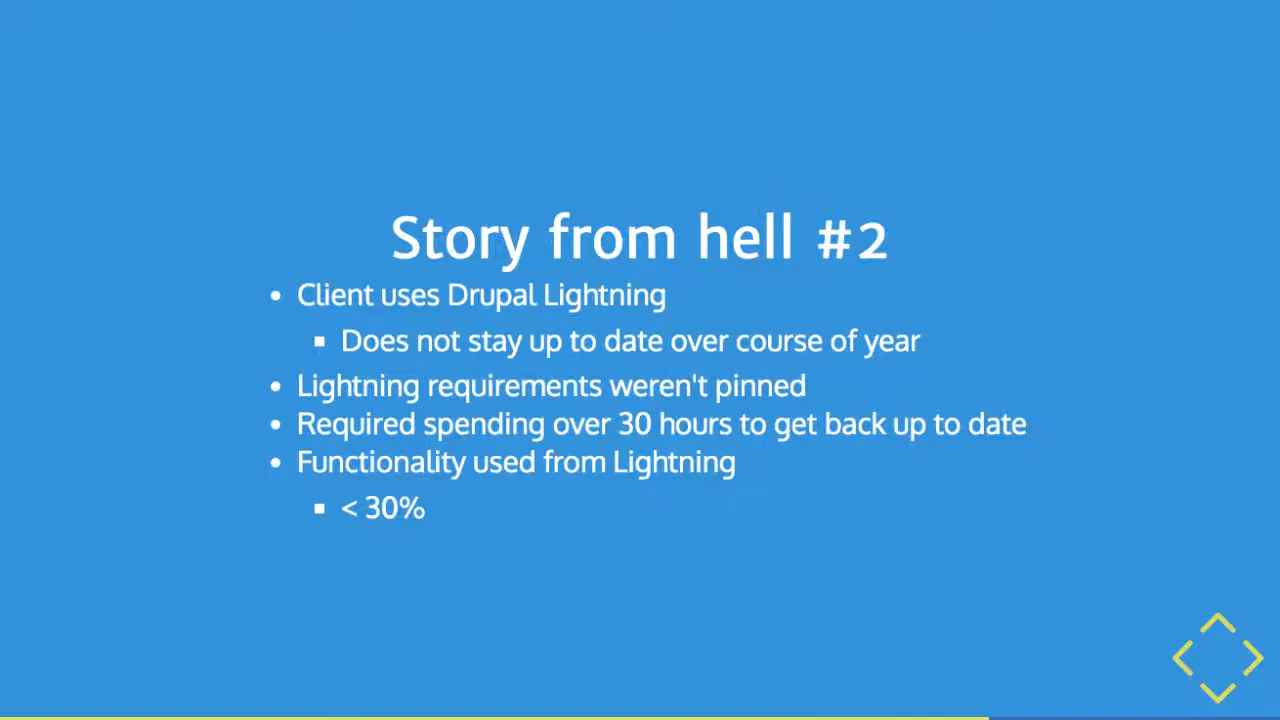 Story from hell #2
Client uses Drupal Lightning
Does not stay up to date over course of year
Lightning requirements weren't pinned
Required spending over 30 hours to get back up to date
Functionality used from Lightning
< 30%